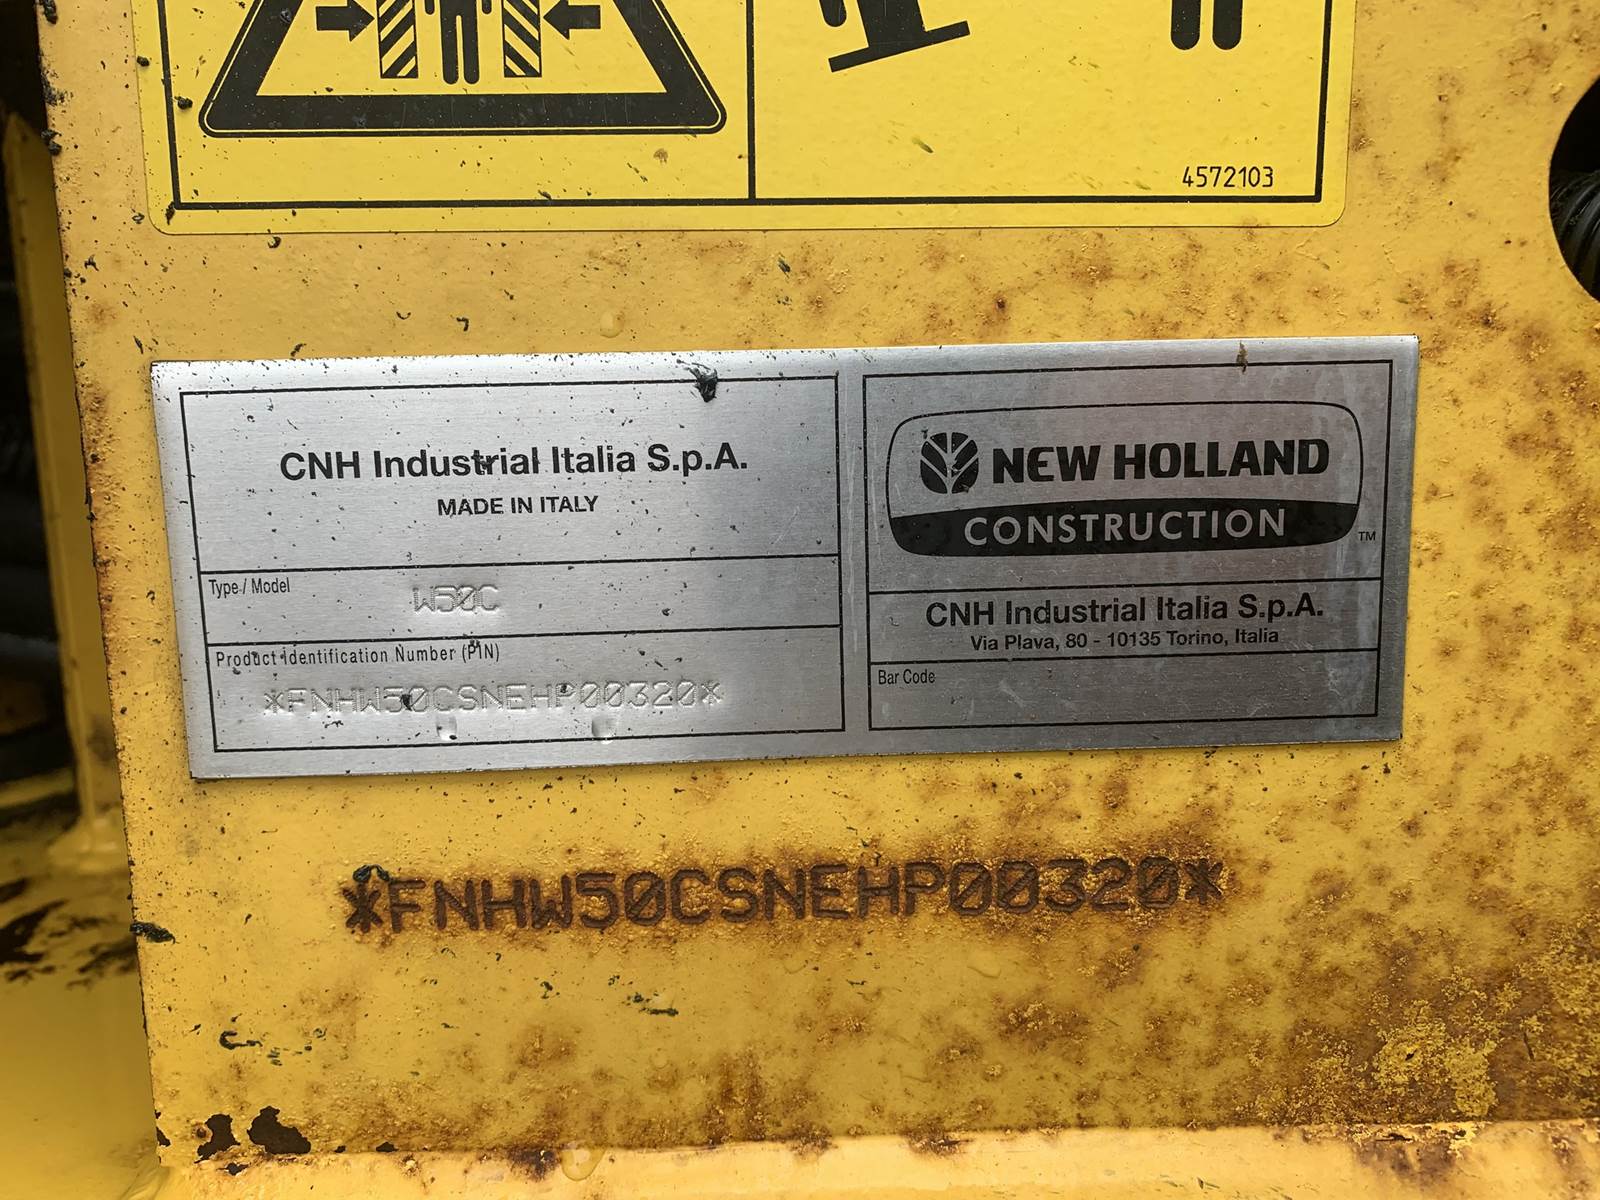 4572103
CNH Industrial Italia S.p.A.
MADE IN ITALY
Type / Model
W50C
Product identification Number (PIN)
*FNHW50CSNEHP00320*
NEW HOLLAND
CONSTRUCTION
TM
CNH Industrial Italia S.p.A.
Via Plava, 80 - 10135 Torino, Italia
Bar Code
*FNHW50CSNEHP00320*